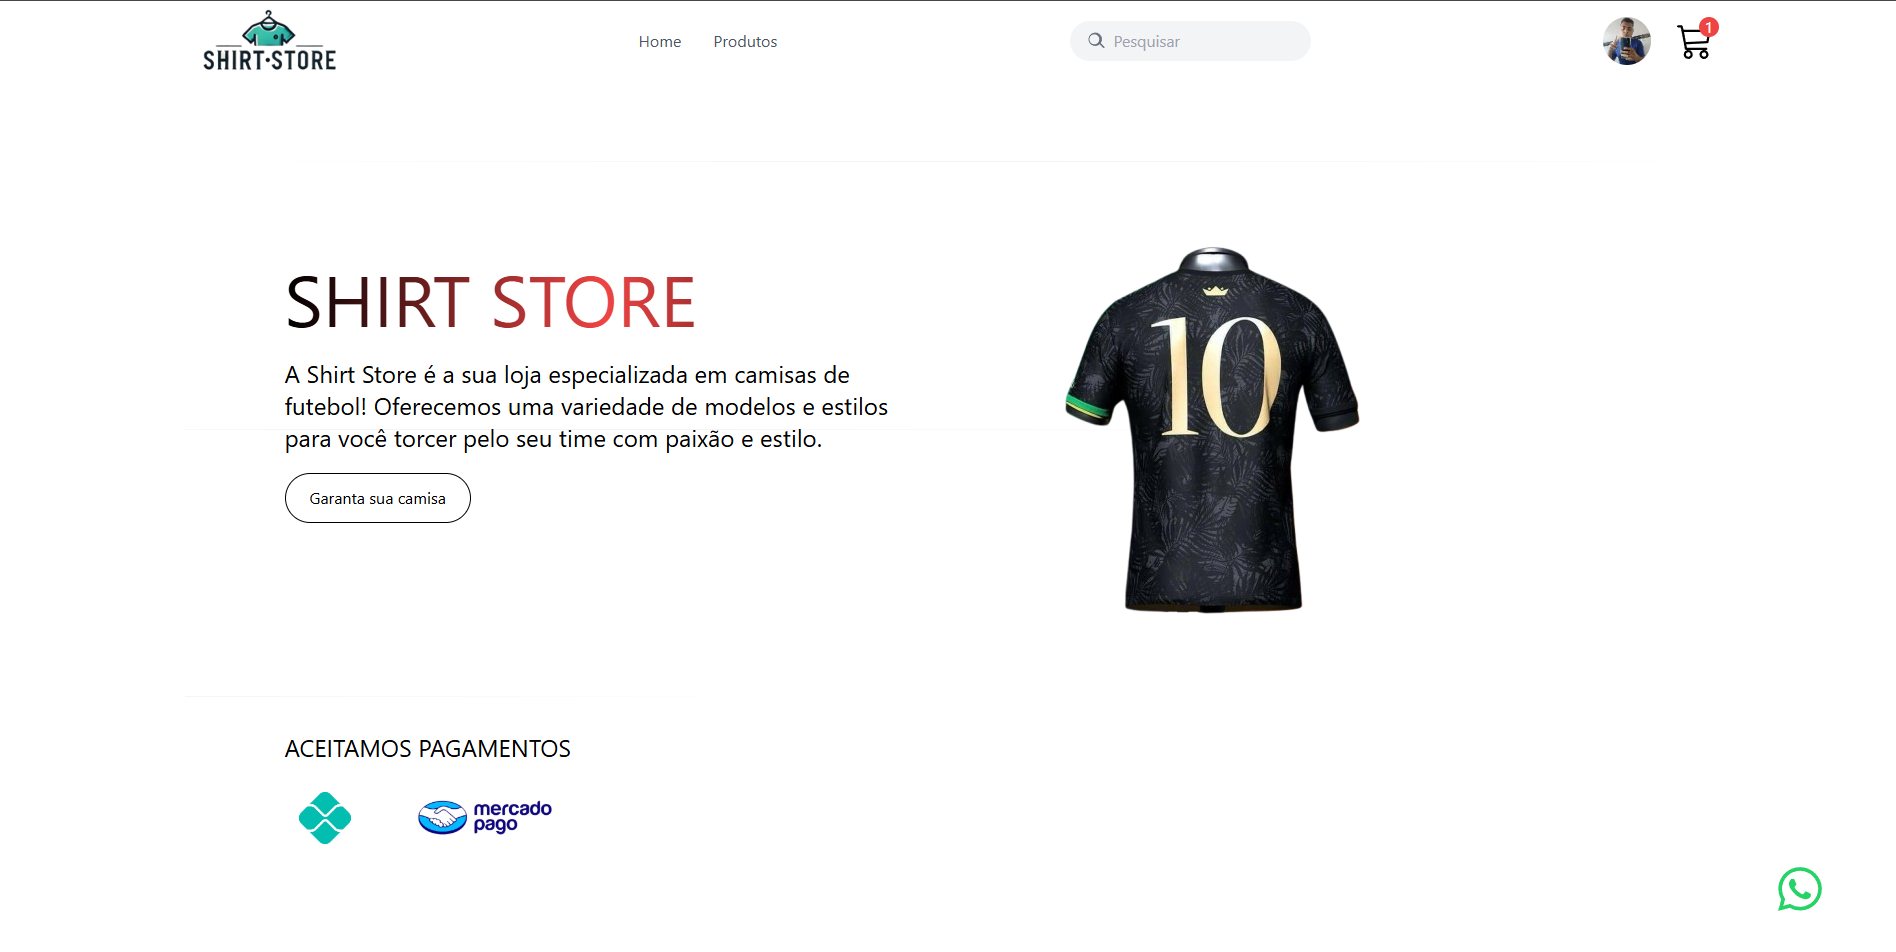 SHIRT·STORE
Home
Produtos
Pesquisar
1
SHIRT STORE
A Shirt Store é a sua loja especializada em camisas de
futebol! Oferecemos uma variedade de modelos e estilos
para você torcer pelo seu time com paixão e estilo.
Garanta sua camisa
10
ACEITAMOS PAGAMENTOS
mercado
pago